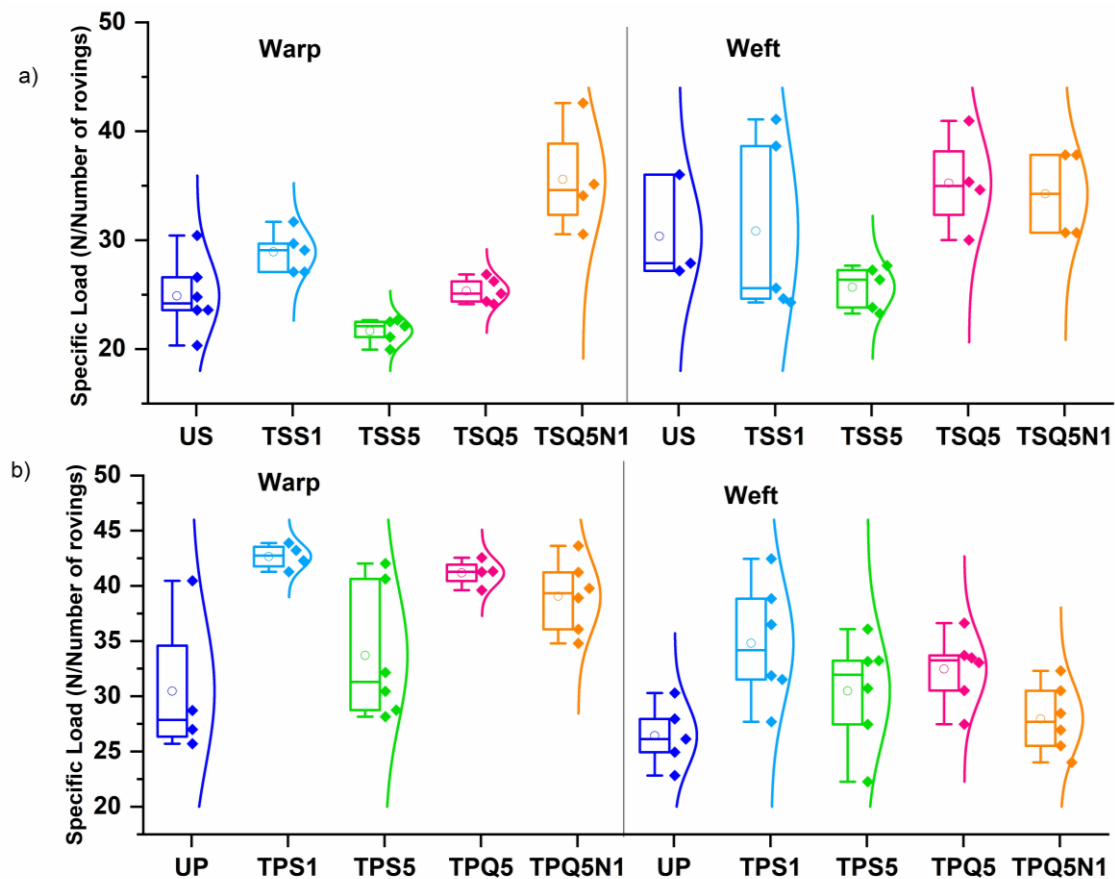 a)
Specific Load (N/Number of rovings)
50
40
30
20
Warp
Weft
US TSS1 TSS5 TSQ5 TSQ5N1 US TSS1 TSS5 TSQ5 TSQ5N1
b)
Specific Load (N/Number of rovings)
50
45
40
35
30
25
20
Warp
Weft
UP TPS1 TPS5 TPQ5 TPQ5N1 UP TPS1 TPS5 TPQ5 TPQ5N1